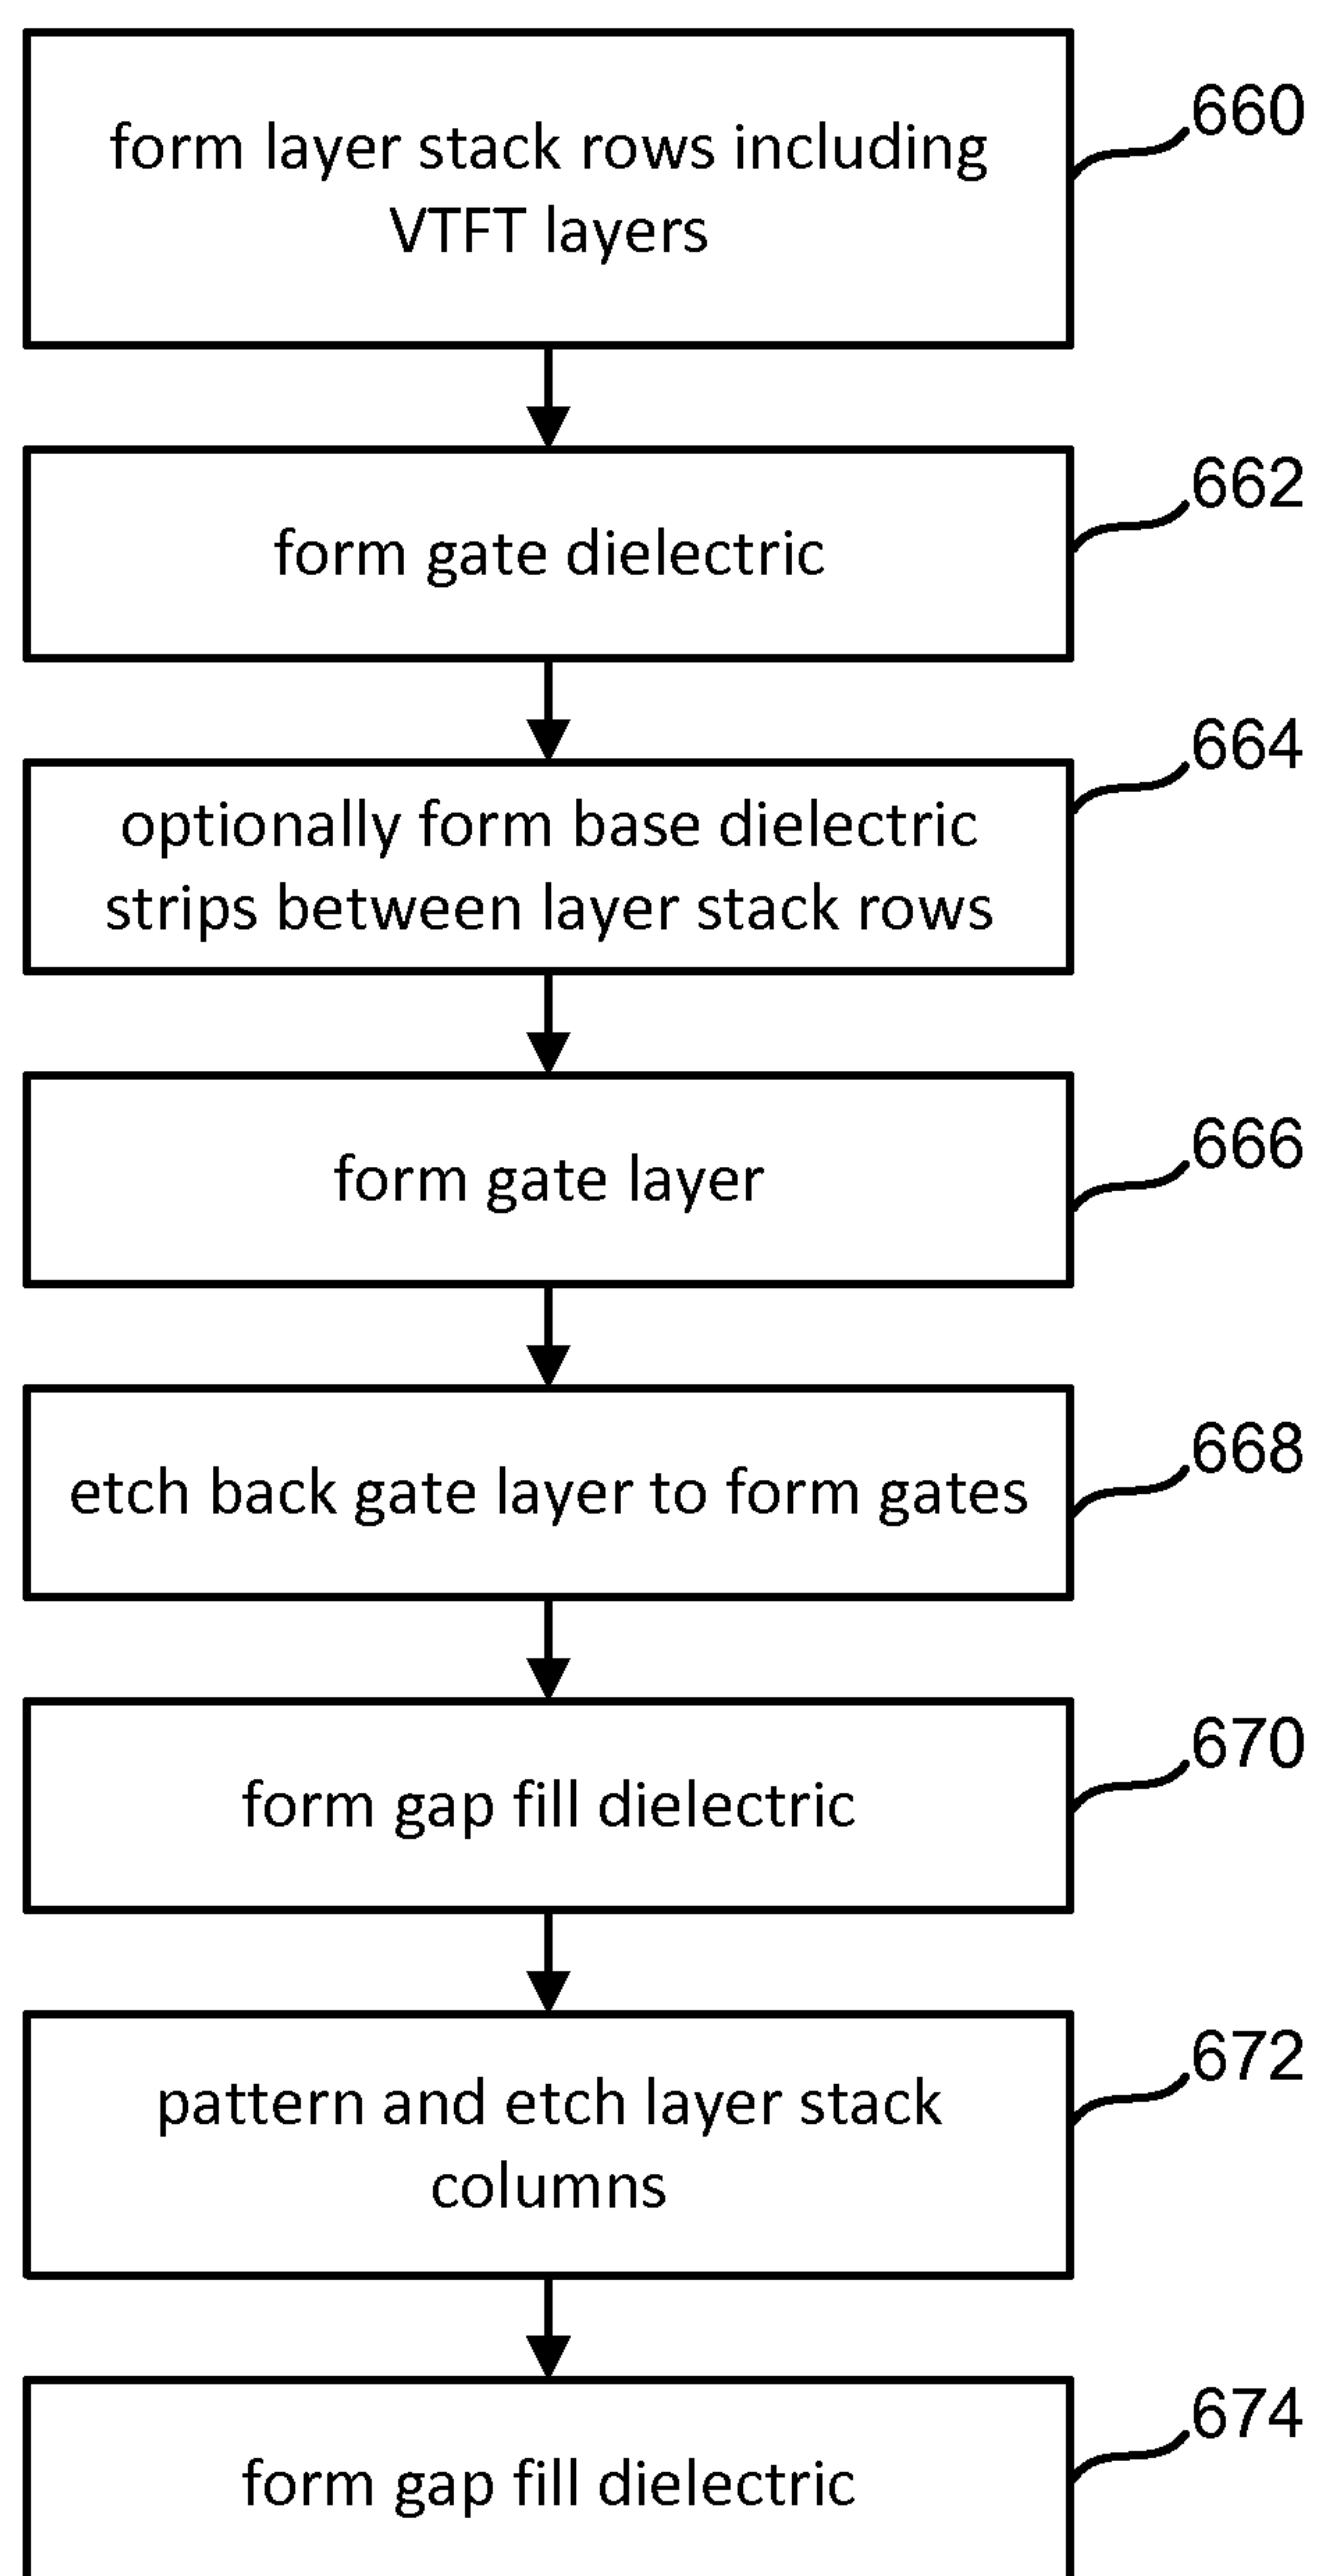 form layer stack rows including
VTFT layers
660
form gate dielectric
662
optionally form base dielectric
strips between layer stack rows
664
form gate layer
666
etch back gate layer to form gates
668
form gap fill dielectric
670
pattern and etch layer stack
columns
672
form gap fill dielectric
674